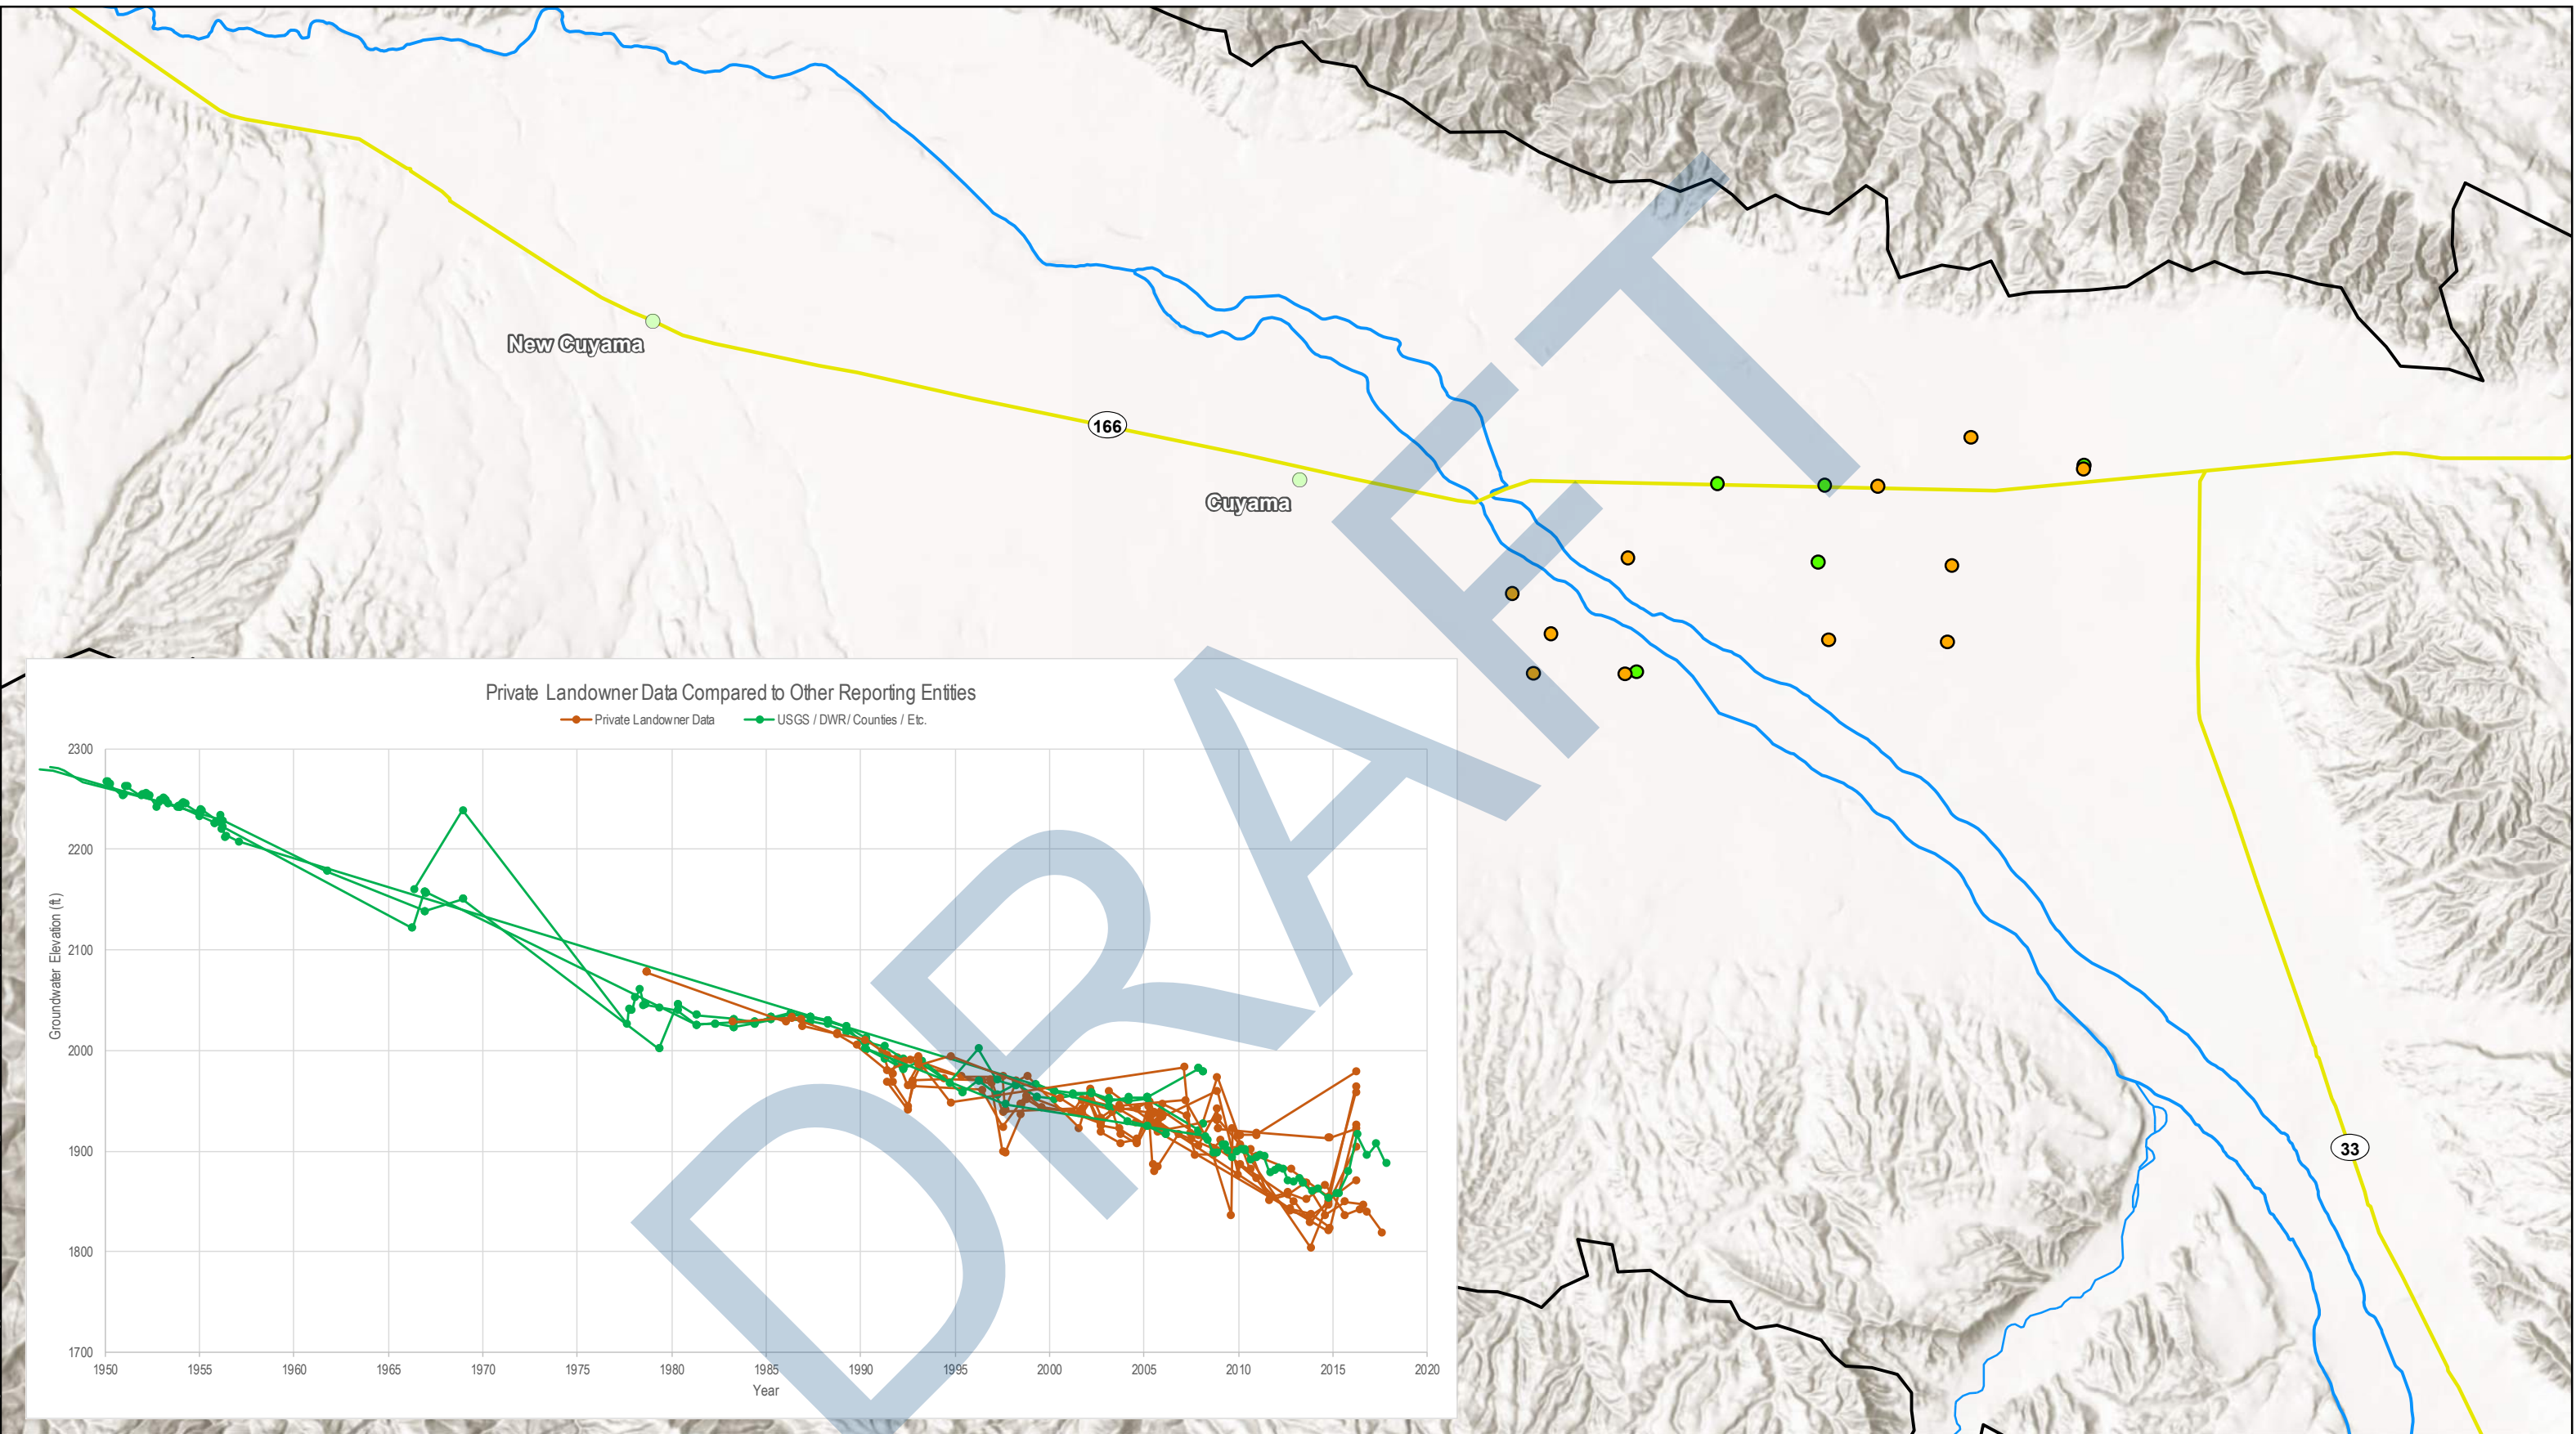 New Cuyama
166
Cuyama
DRAFT
Private Landowner Data Compared to Other Reporting Entities
Private Landowner Data
USGS / DWR/ Counties / Etc.
Groundwater Elevation (ft.)
2300
2200
2100
2000
1900
1800
1700
1950 1955 1960 1965 1970 1975 1980 1985 1990 1995 2000 2005 2010 2015 2020
Year
33